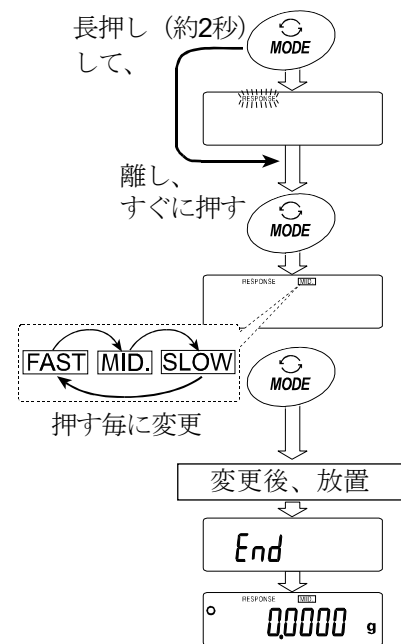 長押し（約2秒）
して、
MODE
RESPONSE
離し、
すぐに押す
MODE
RESPONSE MID.
FAST MID. SLOW
MODE
押す毎に変更
変更後、放置
End
RESPONSE MID.
0.0000 g